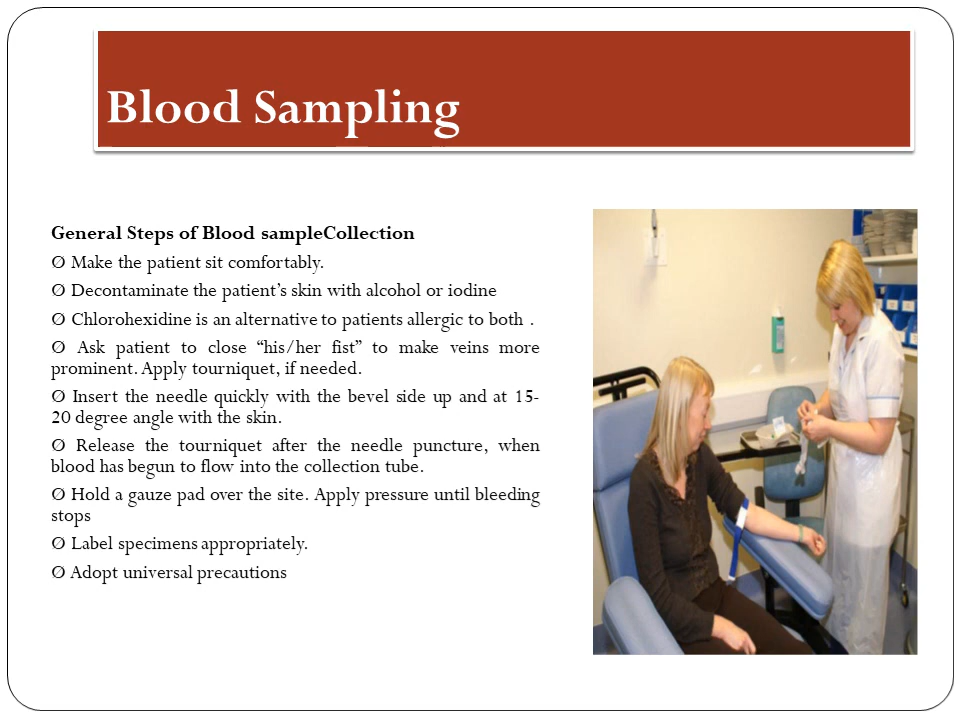 Blood Sampling
General Steps of Blood sampleCollection
Ø Make the patient sit comfortably.
Ø Decontaminate the patient’s skin with alcohol or iodine
Ø Chlorohexidine is an alternative to patients allergic to both .
Ø Ask patient to close “his/her fist” to make veins more
prominent. Apply tourniquet, if needed.
Ø Insert the needle quickly with the bevel side up and at 15-
20 degree angle with the skin.
Ø Release the tourniquet after the needle puncture, when
blood has begun to flow into the collection tube.
Ø Hold a gauze pad over the site. Apply pressure until bleeding
stops
Ø Label specimens appropriately.
Ø Adopt universal precautions